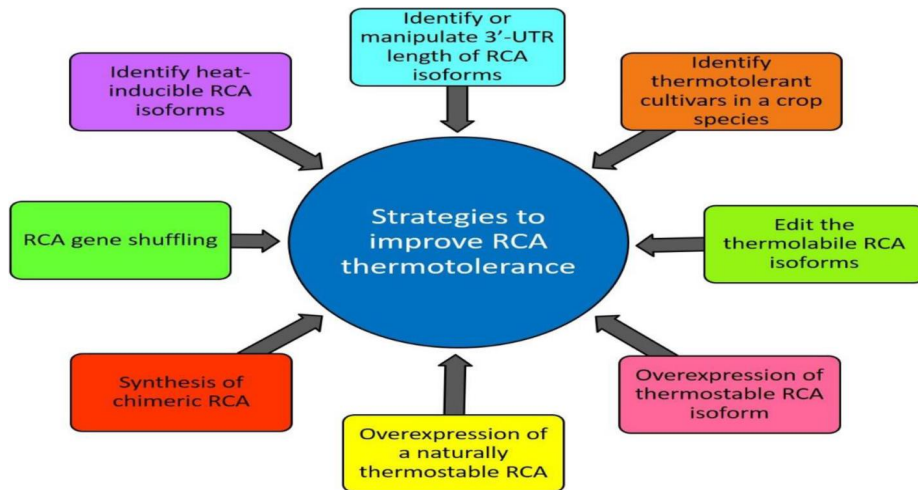 Identify or
manipulate 3’-UTR
length of RCA
isoforms
Identify heat-
inducible RCA
isoforms
Identify
thermotolerant
cultivars in a crop
species
RCA gene shuffling
Strategies to
improve RCA
thermotolerance
Edit the
thermolabile RCA
isoforms
Synthesis of
chimeric RCA
Overexpression of
a naturally
thermostable RCA
Overexpression of
thermostable RCA
isoform